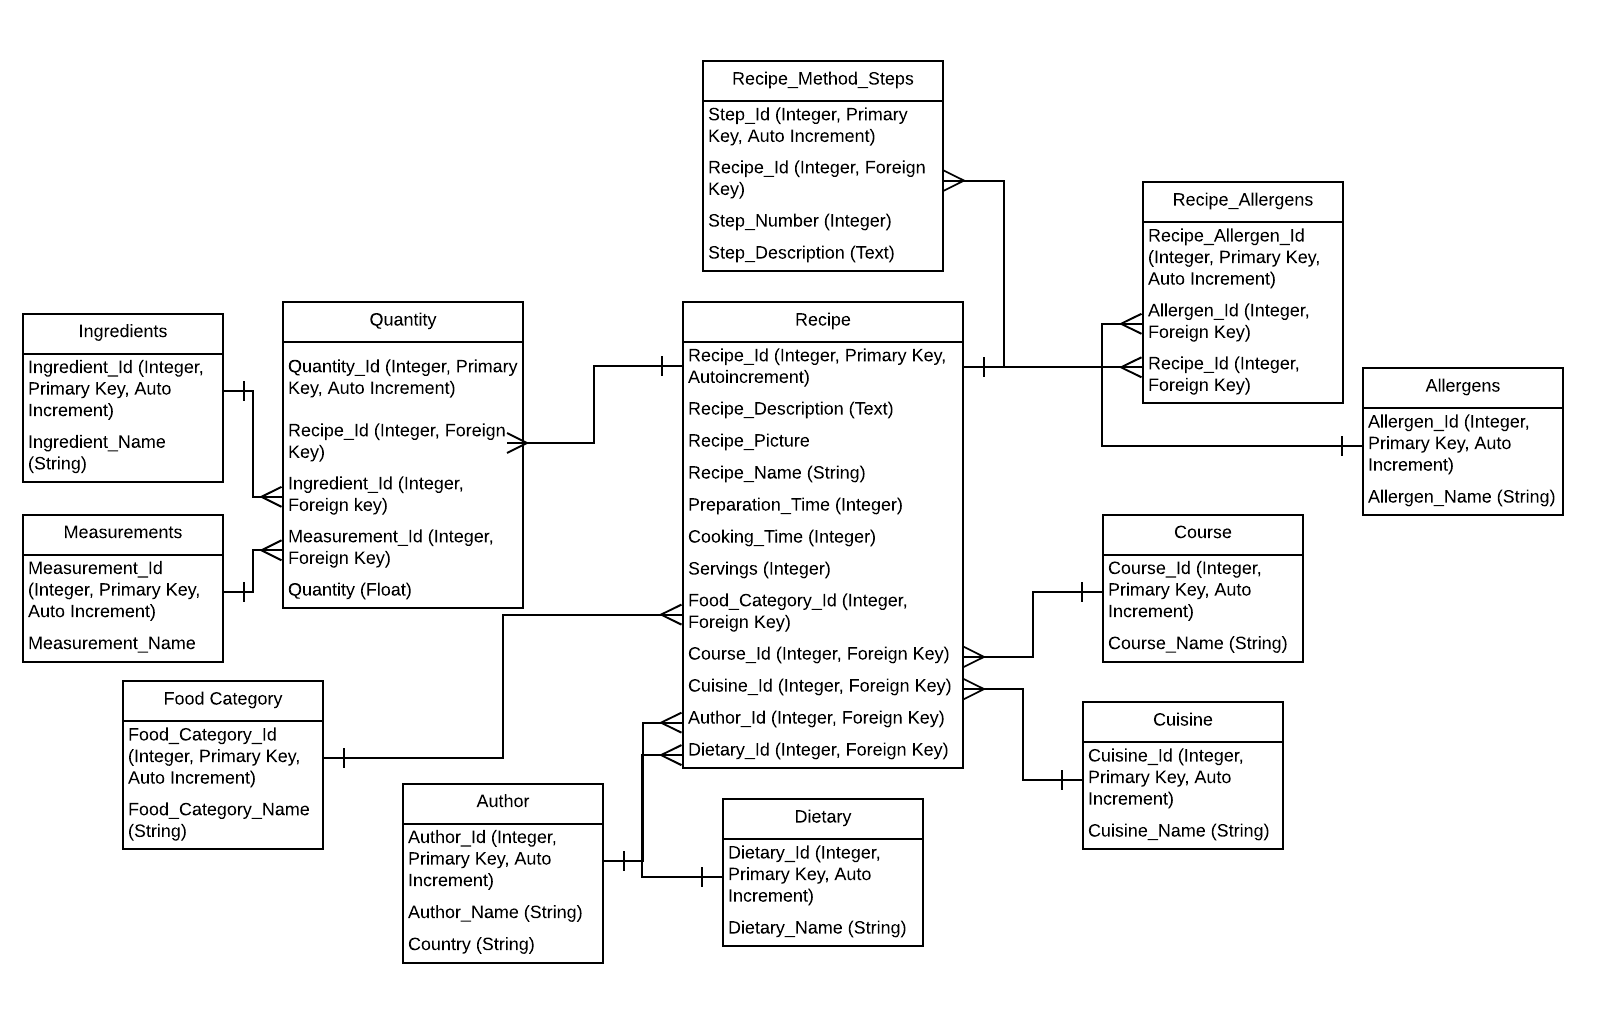 Recipe_Method_Steps
Step_Id (Integer, Primary
Key, Auto Increment)
Recipe_Id (Integer, Foreign
Key)
Step_Number (Integer)
Step_Description (Text)
Recipe_Allergens
Recipe_Allergen_Id
(Integer, Primary Key,
Auto Increment)
Allergen_Id (Integer,
Foreign Key)
Recipe_Id (Integer,
Foreign Key)
Ingredients
Ingredient_Id (Integer,
Primary Key, Auto
Increment)
Ingredient_Name
(String)
Quantity
Quantity_Id (Integer, Primary
Key, Auto Increment)
Recipe_Id (Integer, Foreign
Key)
Ingredient_Id (Integer,
Foreign key)
Measurement_Id (Integer,
Foreign Key)
Quantity (Float)
Recipe
Recipe_Id (Integer, Primary Key,
Autoincrement)
Recipe_Description (Text)
Recipe_Picture
Recipe_Name (String)
Preparation_Time (Integer)
Cooking_Time (Integer)
Servings (Integer)
Food_Category_Id (Integer,
Foreign Key)
Course_Id (Integer, Foreign Key)
Cuisine_Id (Integer, Foreign Key)
Author_Id (Integer, Foreign Key)
Dietary_Id (Integer, Foreign Key)
Allergens
Allergen_Id (Integer,
Primary Key, Auto
Increment)
Allergen_Name (String)
Measurements
Measurement_Id
(Integer, Primary Key,
Auto Increment)
Measurement_Name
Course
Course_Id (Integer,
Primary Key, Auto
Increment)
Course_Name (String)
Food Category
Food_Category_Id
(Integer, Primary Key,
Auto Increment)
Food_Category_Name
(String)
Cuisine
Cuisine_Id (Integer,
Primary Key, Auto
Increment)
Cuisine_Name (String)
Author
Author_Id (Integer,
Primary Key, Auto
Increment)
Author_Name (String)
Country (String)
Dietary
Dietary_Id (Integer,
Primary Key, Auto
Increment)
Dietary_Name (String)